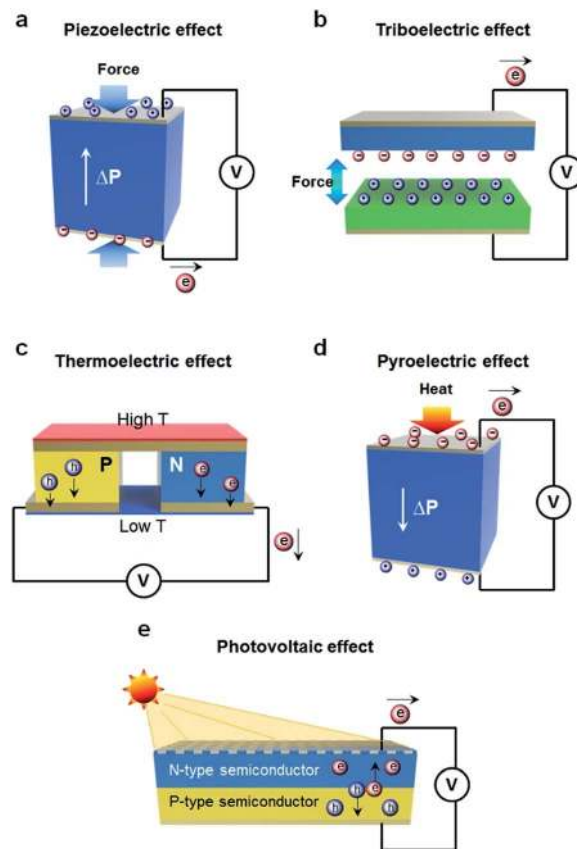 a
Piezoelectric effect
Force
ΔP
V
e
b
Triboelectric effect
e
Force
V
c
Thermoelectric effect
High T
P
N
h
h
e
e
Low T
e
V
d
Pyroelectric effect
Heat
e
ΔP
V
e
Photovoltaic effect
e
N-type semiconductor
e
e
P-type semiconductor
h
e
h
h
V